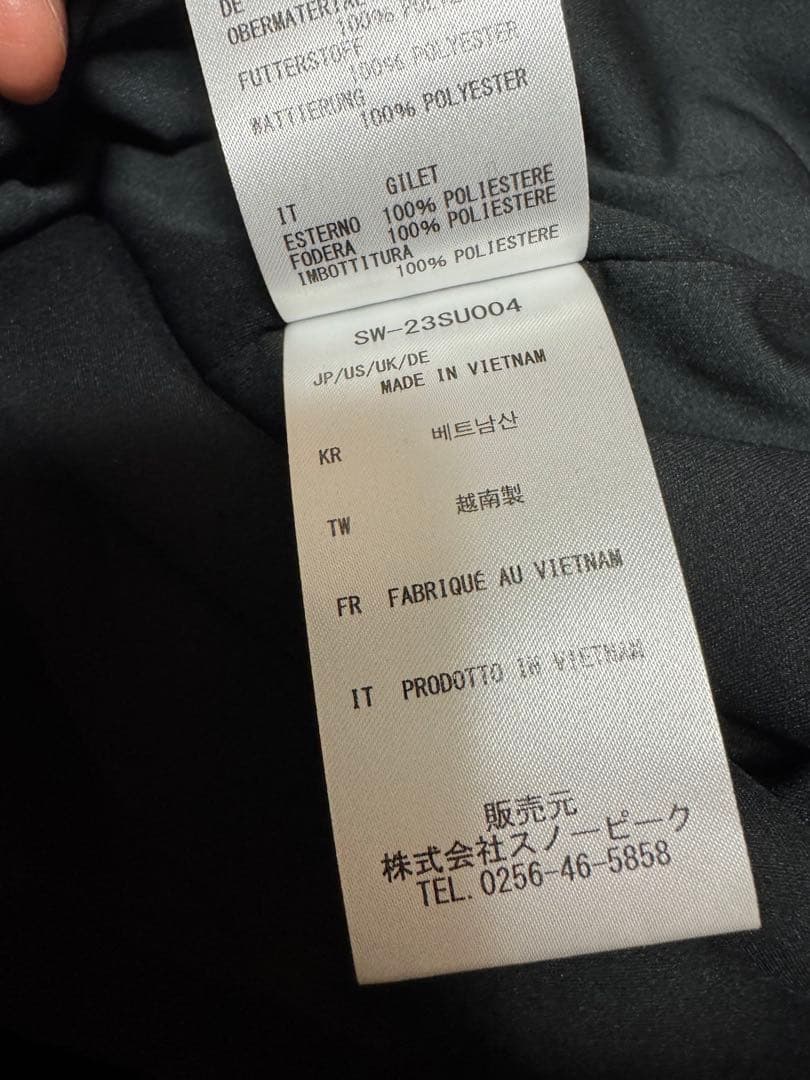 DE
OBERMATERIAL 100% POLYESTER
FUTTERSTOFF 100% POLYESTER
WATTIERUNG 100% POLYESTER
IT GILET
ESTERNO 100% POLIESTERE
FODERA 100% POLIESTERE
IMBOTTITURA 100% POLIESTERE
SW-23SU004
JP/US/UK/DE
MADE IN VIETNAM
KR 베트남산
TW 越南製
FR FABRIQUÉ AU VIETNAM
IT PRODOTTO IN VIETNAM
販売元
株式会社スノーピーク
TEL. 0256-46-5858